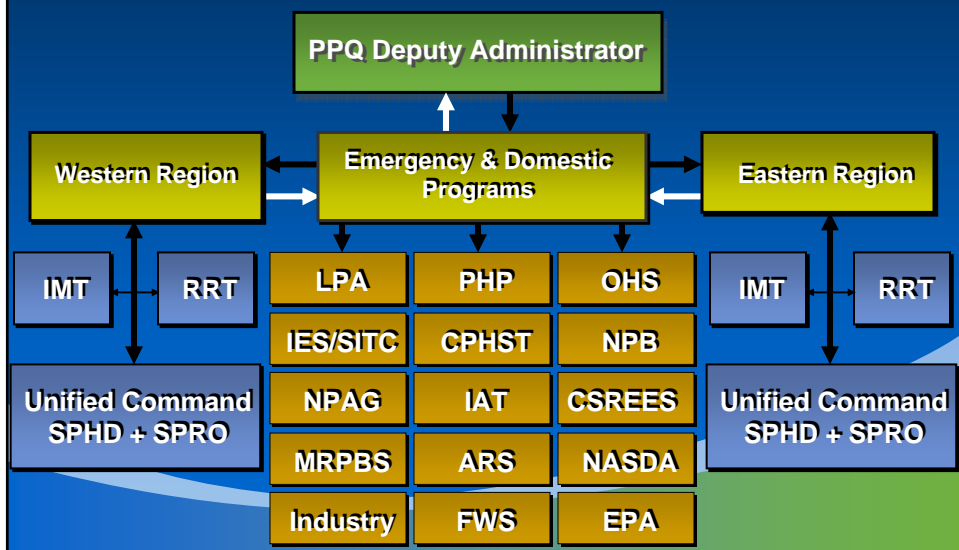 PPQ Deputy Administrator
Western Region
Emergency & Domestic
Programs
Eastern Region
IMT
RRT
LPA
PHP
OHS
IMT
RRT
IES/SITC
CPHST
NPB
Unified Command
SPHD + SPRO
NPAG
IAT
CSREES
Unified Command
SPHD + SPRO
MRPBS
ARS
NASDA
Industry
FWS
EPA